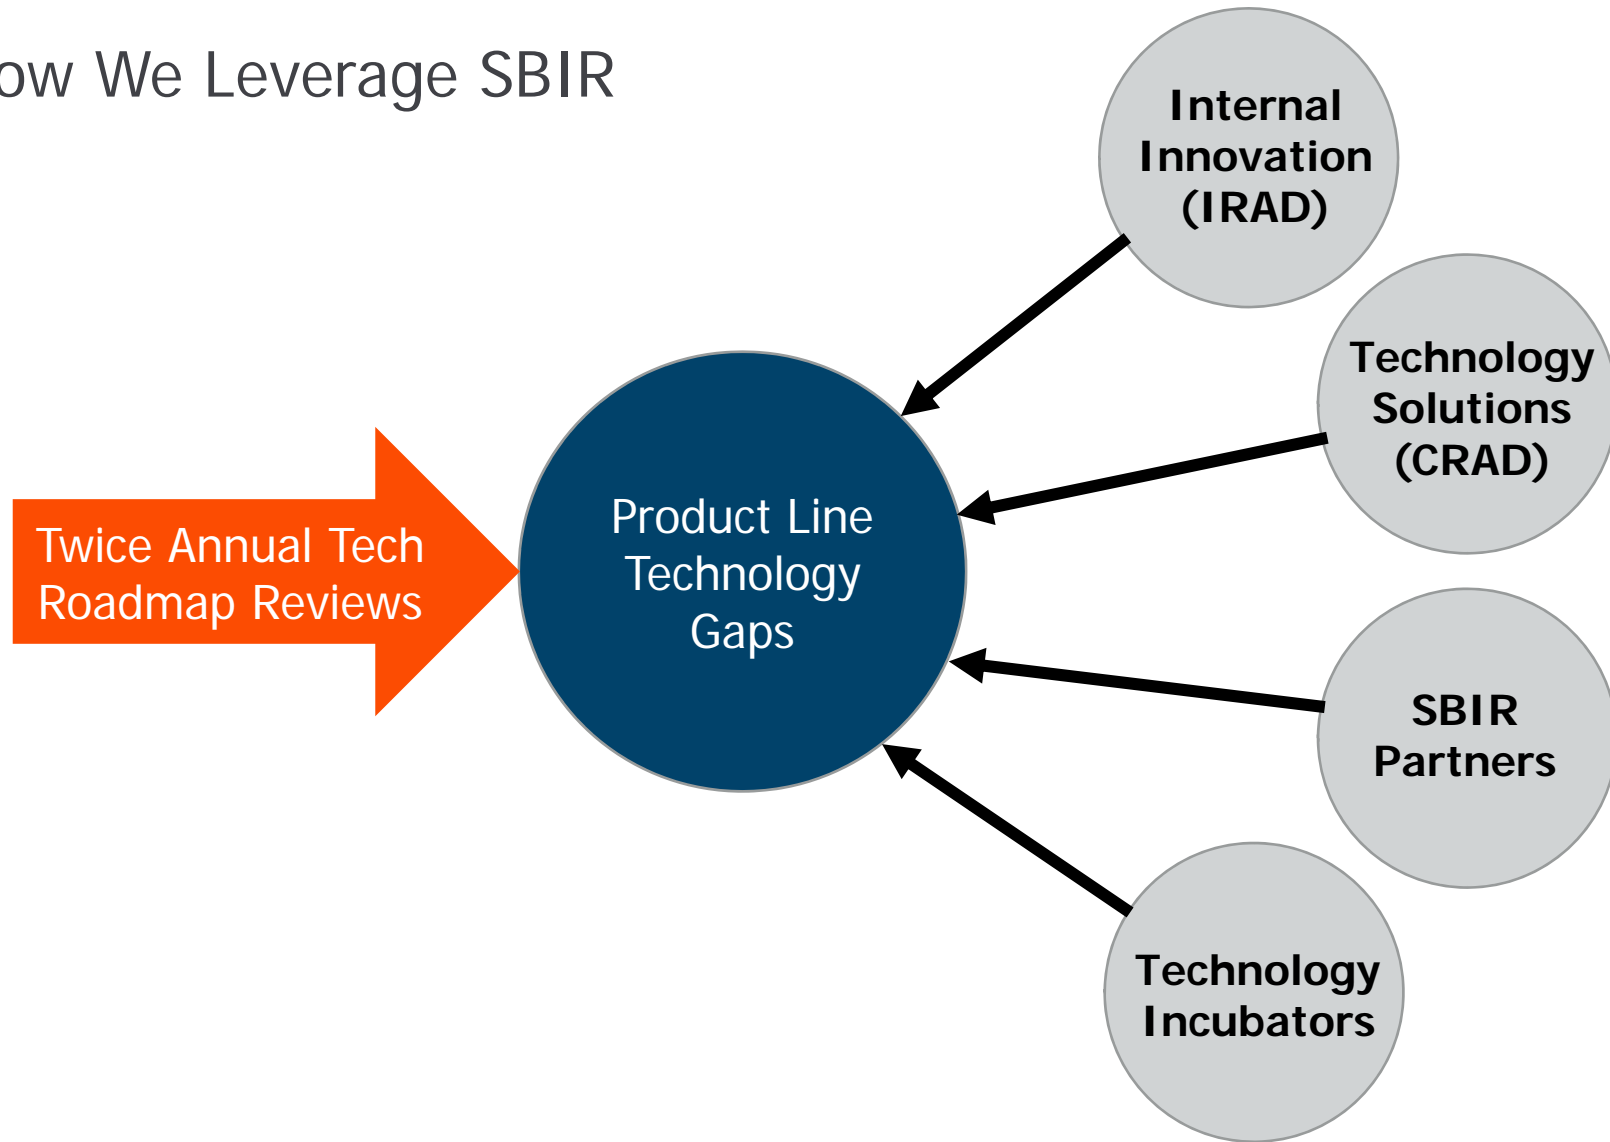 ow We Leverage SBIR
Internal
Innovation
(IRAD)
Technology
Solutions
(CRAD)
Twice Annual Tech
Roadmap Reviews
Product Line
Technology
Gaps
SBIR
Partners
Technology
Incubators